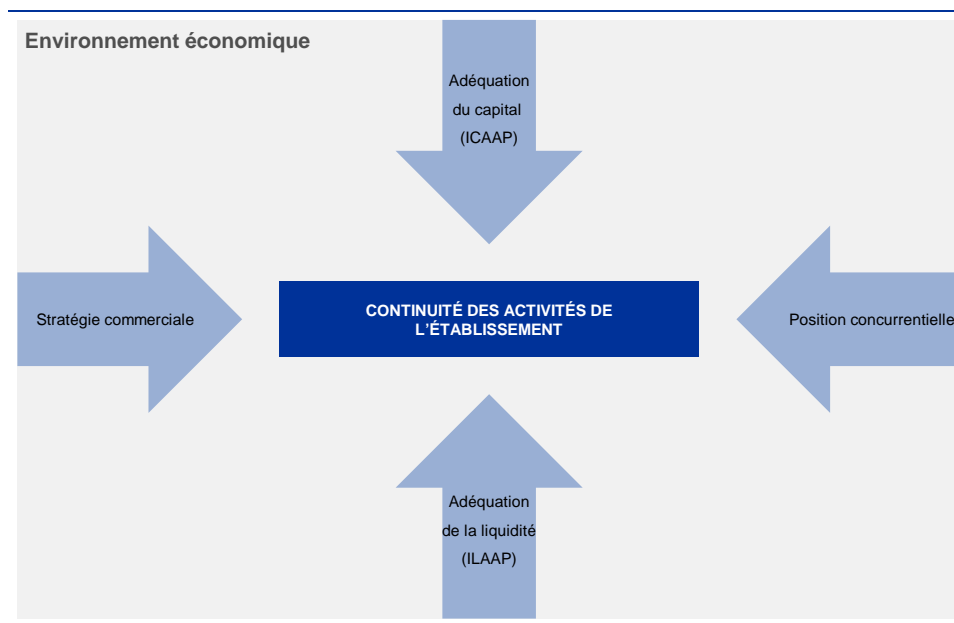 Environnement économique
Adéquation
du capital
(ICAAP)
Stratégie commerciale
CONTINUITÉ DES ACTIVITÉS DE
L’ÉTABLISSEMENT
Position concurrentielle
Adéquation
de la liquidité
(ILAAP)